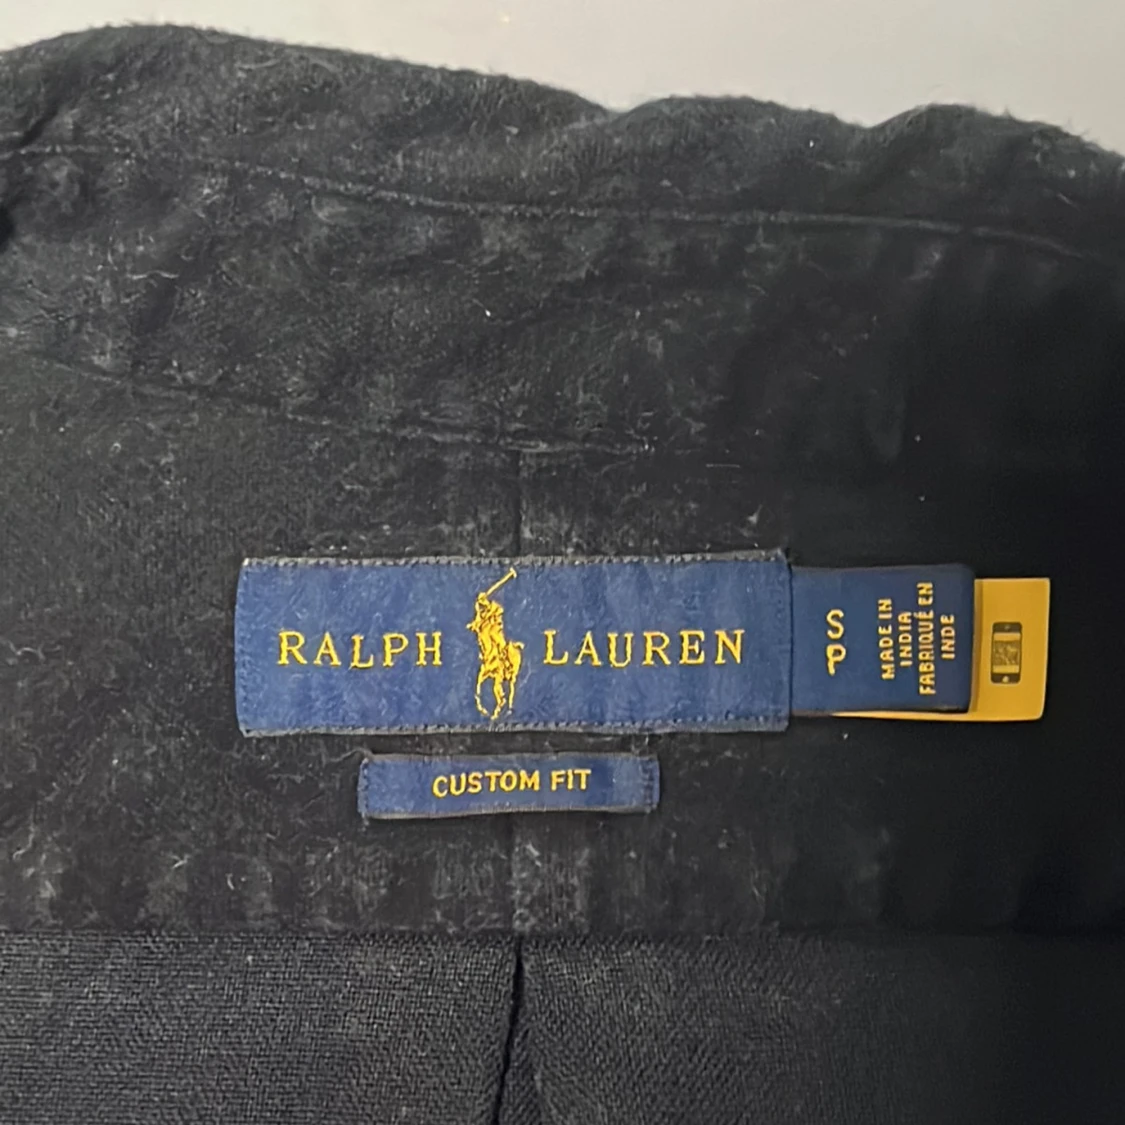 RALPH LAUREN
CUSTOM FIT
S
P
MADE IN
INDIA
FABRIQUÉ EN
INDE